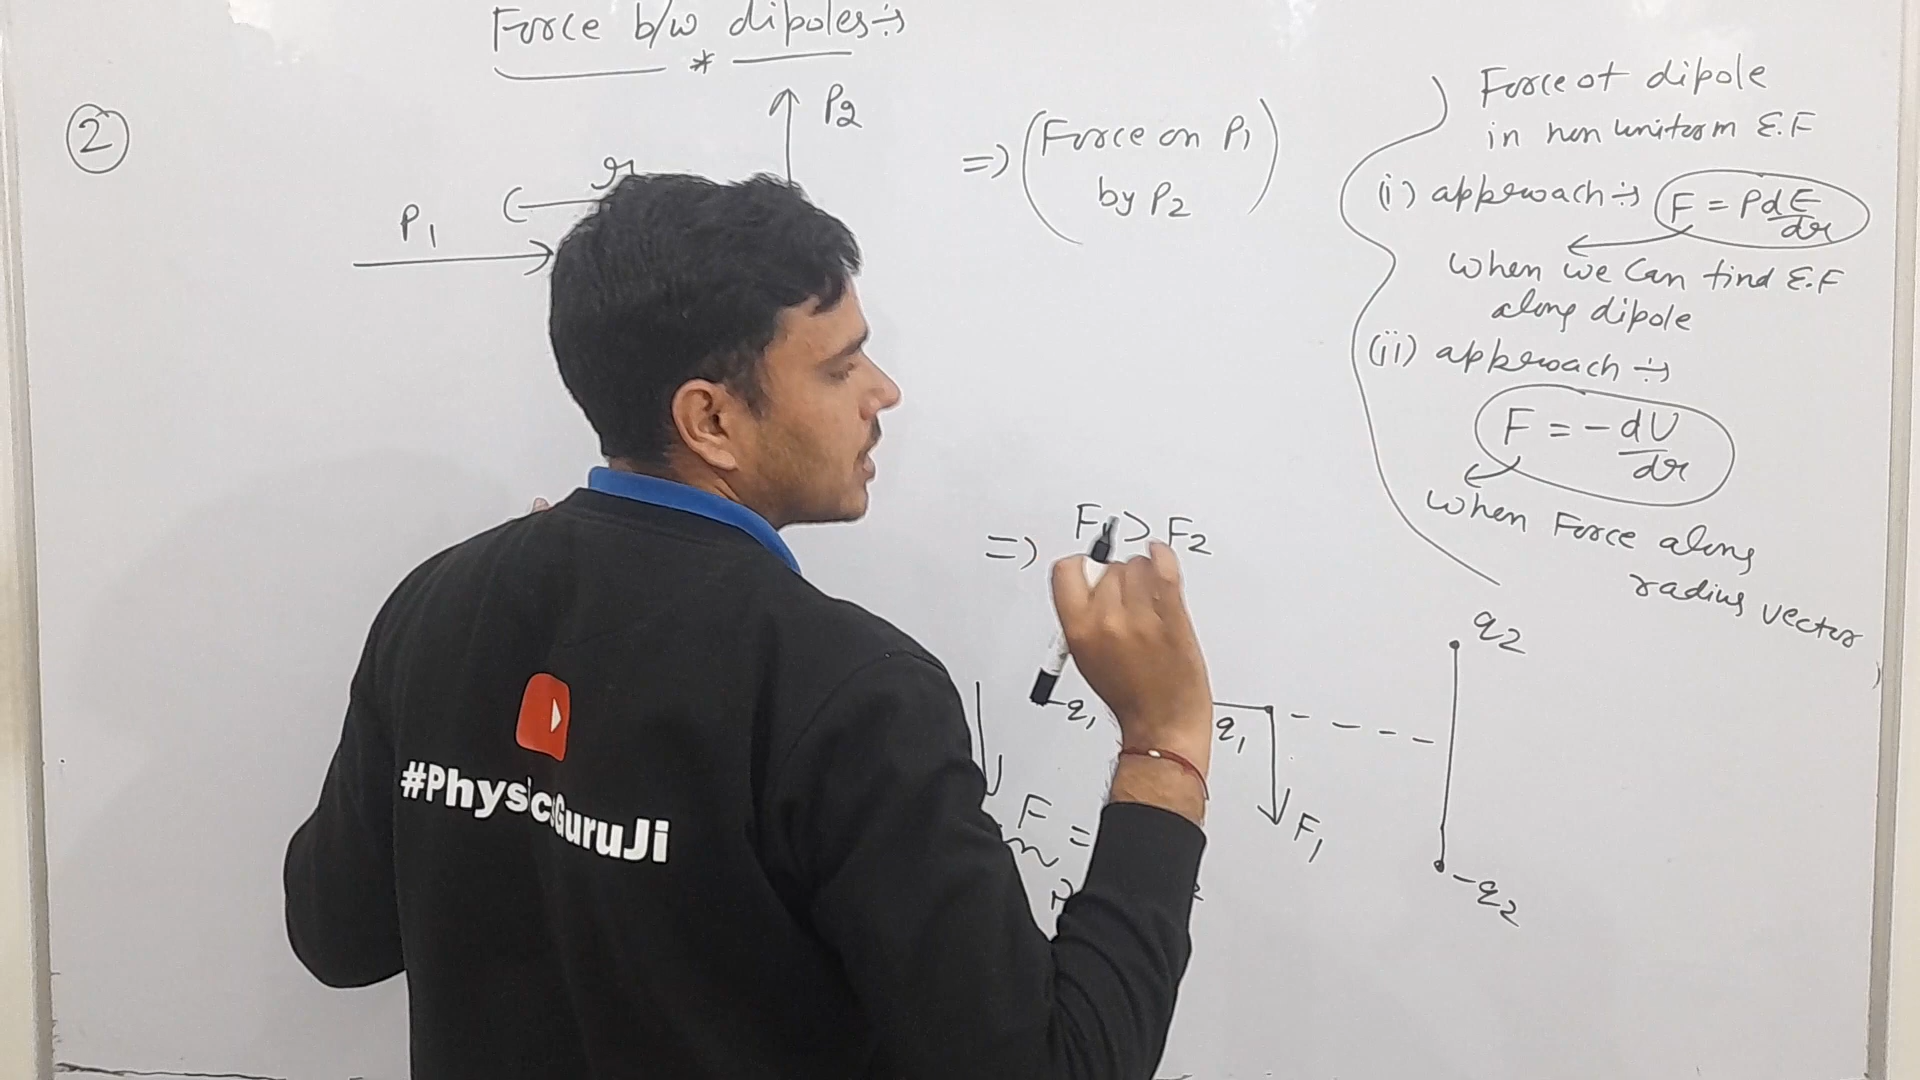 Force b/w dipoles :→
*
2
P2
r
P1
=> (Force on P1
by P2)
Force of dipole
in non uniform E.F
(i) approach :→ F = PdE/dr
When we Can find E.F
along dipole
(ii) approach :→
F = -dU/dr
When Force along
radius vector
=> F1 > F2
q2
-q1
q1
F1
F =
-q2
#PhysicsGuruJi